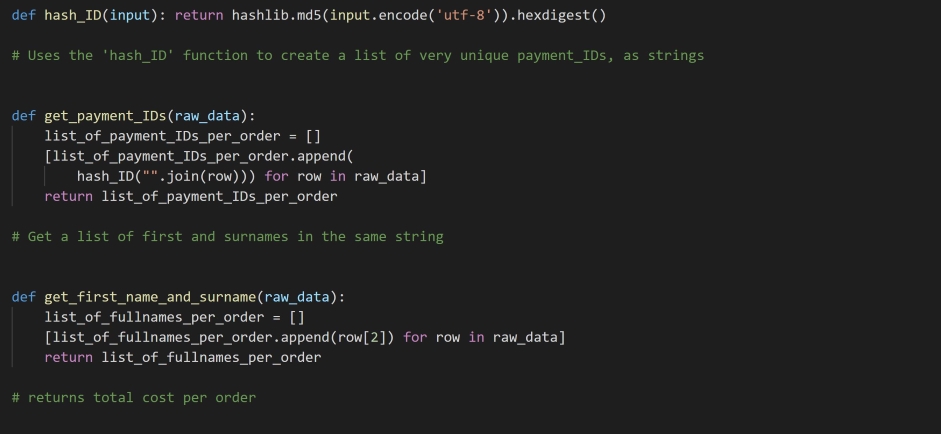 def hash_ID(input): return hashlib.md5(input.encode('utf-8')).hexdigest()
# Uses the 'hash_ID' function to create a list of very unique payment_IDs, as strings
def get_payment_IDs(raw_data):
    list_of_payment_IDs_per_order = []
    [list_of_payment_IDs_per_order.append(
        hash_ID("".join(row))) for row in raw_data]
    return list_of_payment_IDs_per_order
# Get a list of first and surnames in the same string
def get_first_name_and_surname(raw_data):
    list_of_fullnames_per_order = []
    [list_of_fullnames_per_order.append(row[2]) for row in raw_data]
    return list_of_fullnames_per_order
# returns total cost per order